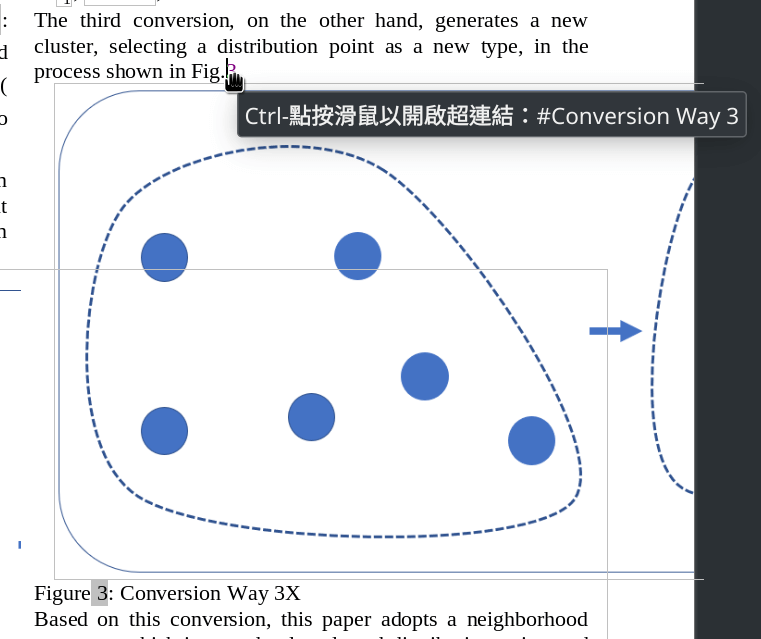 :
d
(
o
n
t
n
The third conversion, on the other hand, generates a new
cluster, selecting a distribution point as a new type, in the
process shown in Fig.3
Ctrl-點按滑鼠以開啟超連結：#Conversion Way 3
Figure 3: Conversion Way 3X
Based on this conversion, this paper adopts a neighborhood